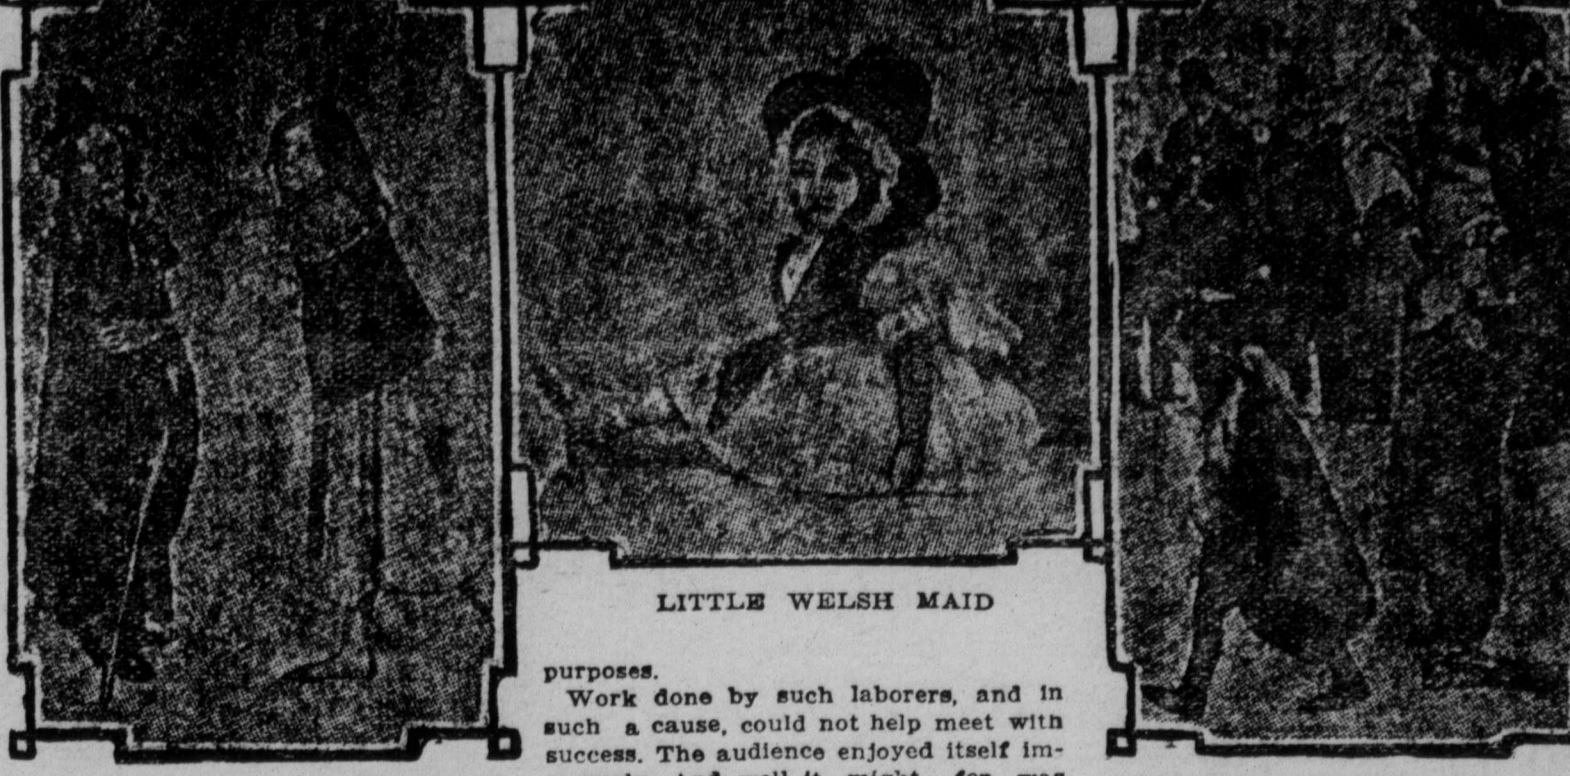 LITTLE WELSH MAID
purposes.
Work done by such laborers, and in
such a cause, could not help meet with
success. The audience enjoyed itself im-